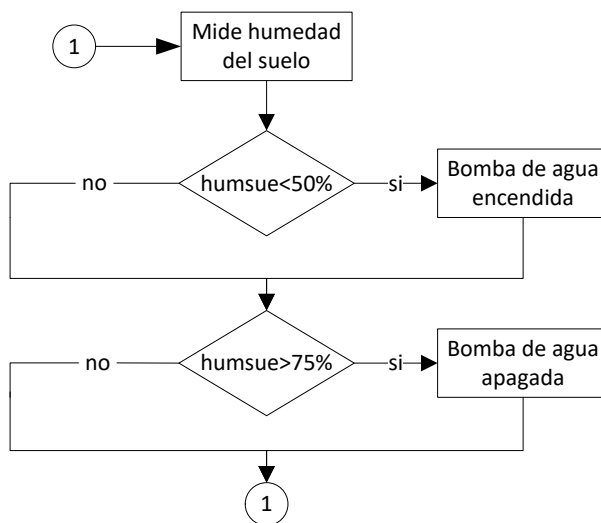 1
Mide humedad
del suelo
no
humsue<50%
si
Bomba de agua
encendida
no
humsue>75%
si
Bomba de agua
apagada
1